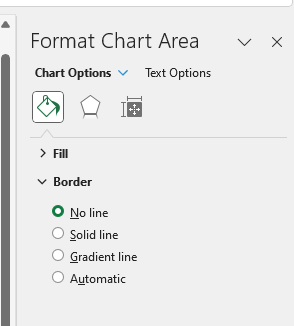 Format Chart Area
Chart Options Text Options
Fill
Border
No line
Solid line
Gradient line
Automatic